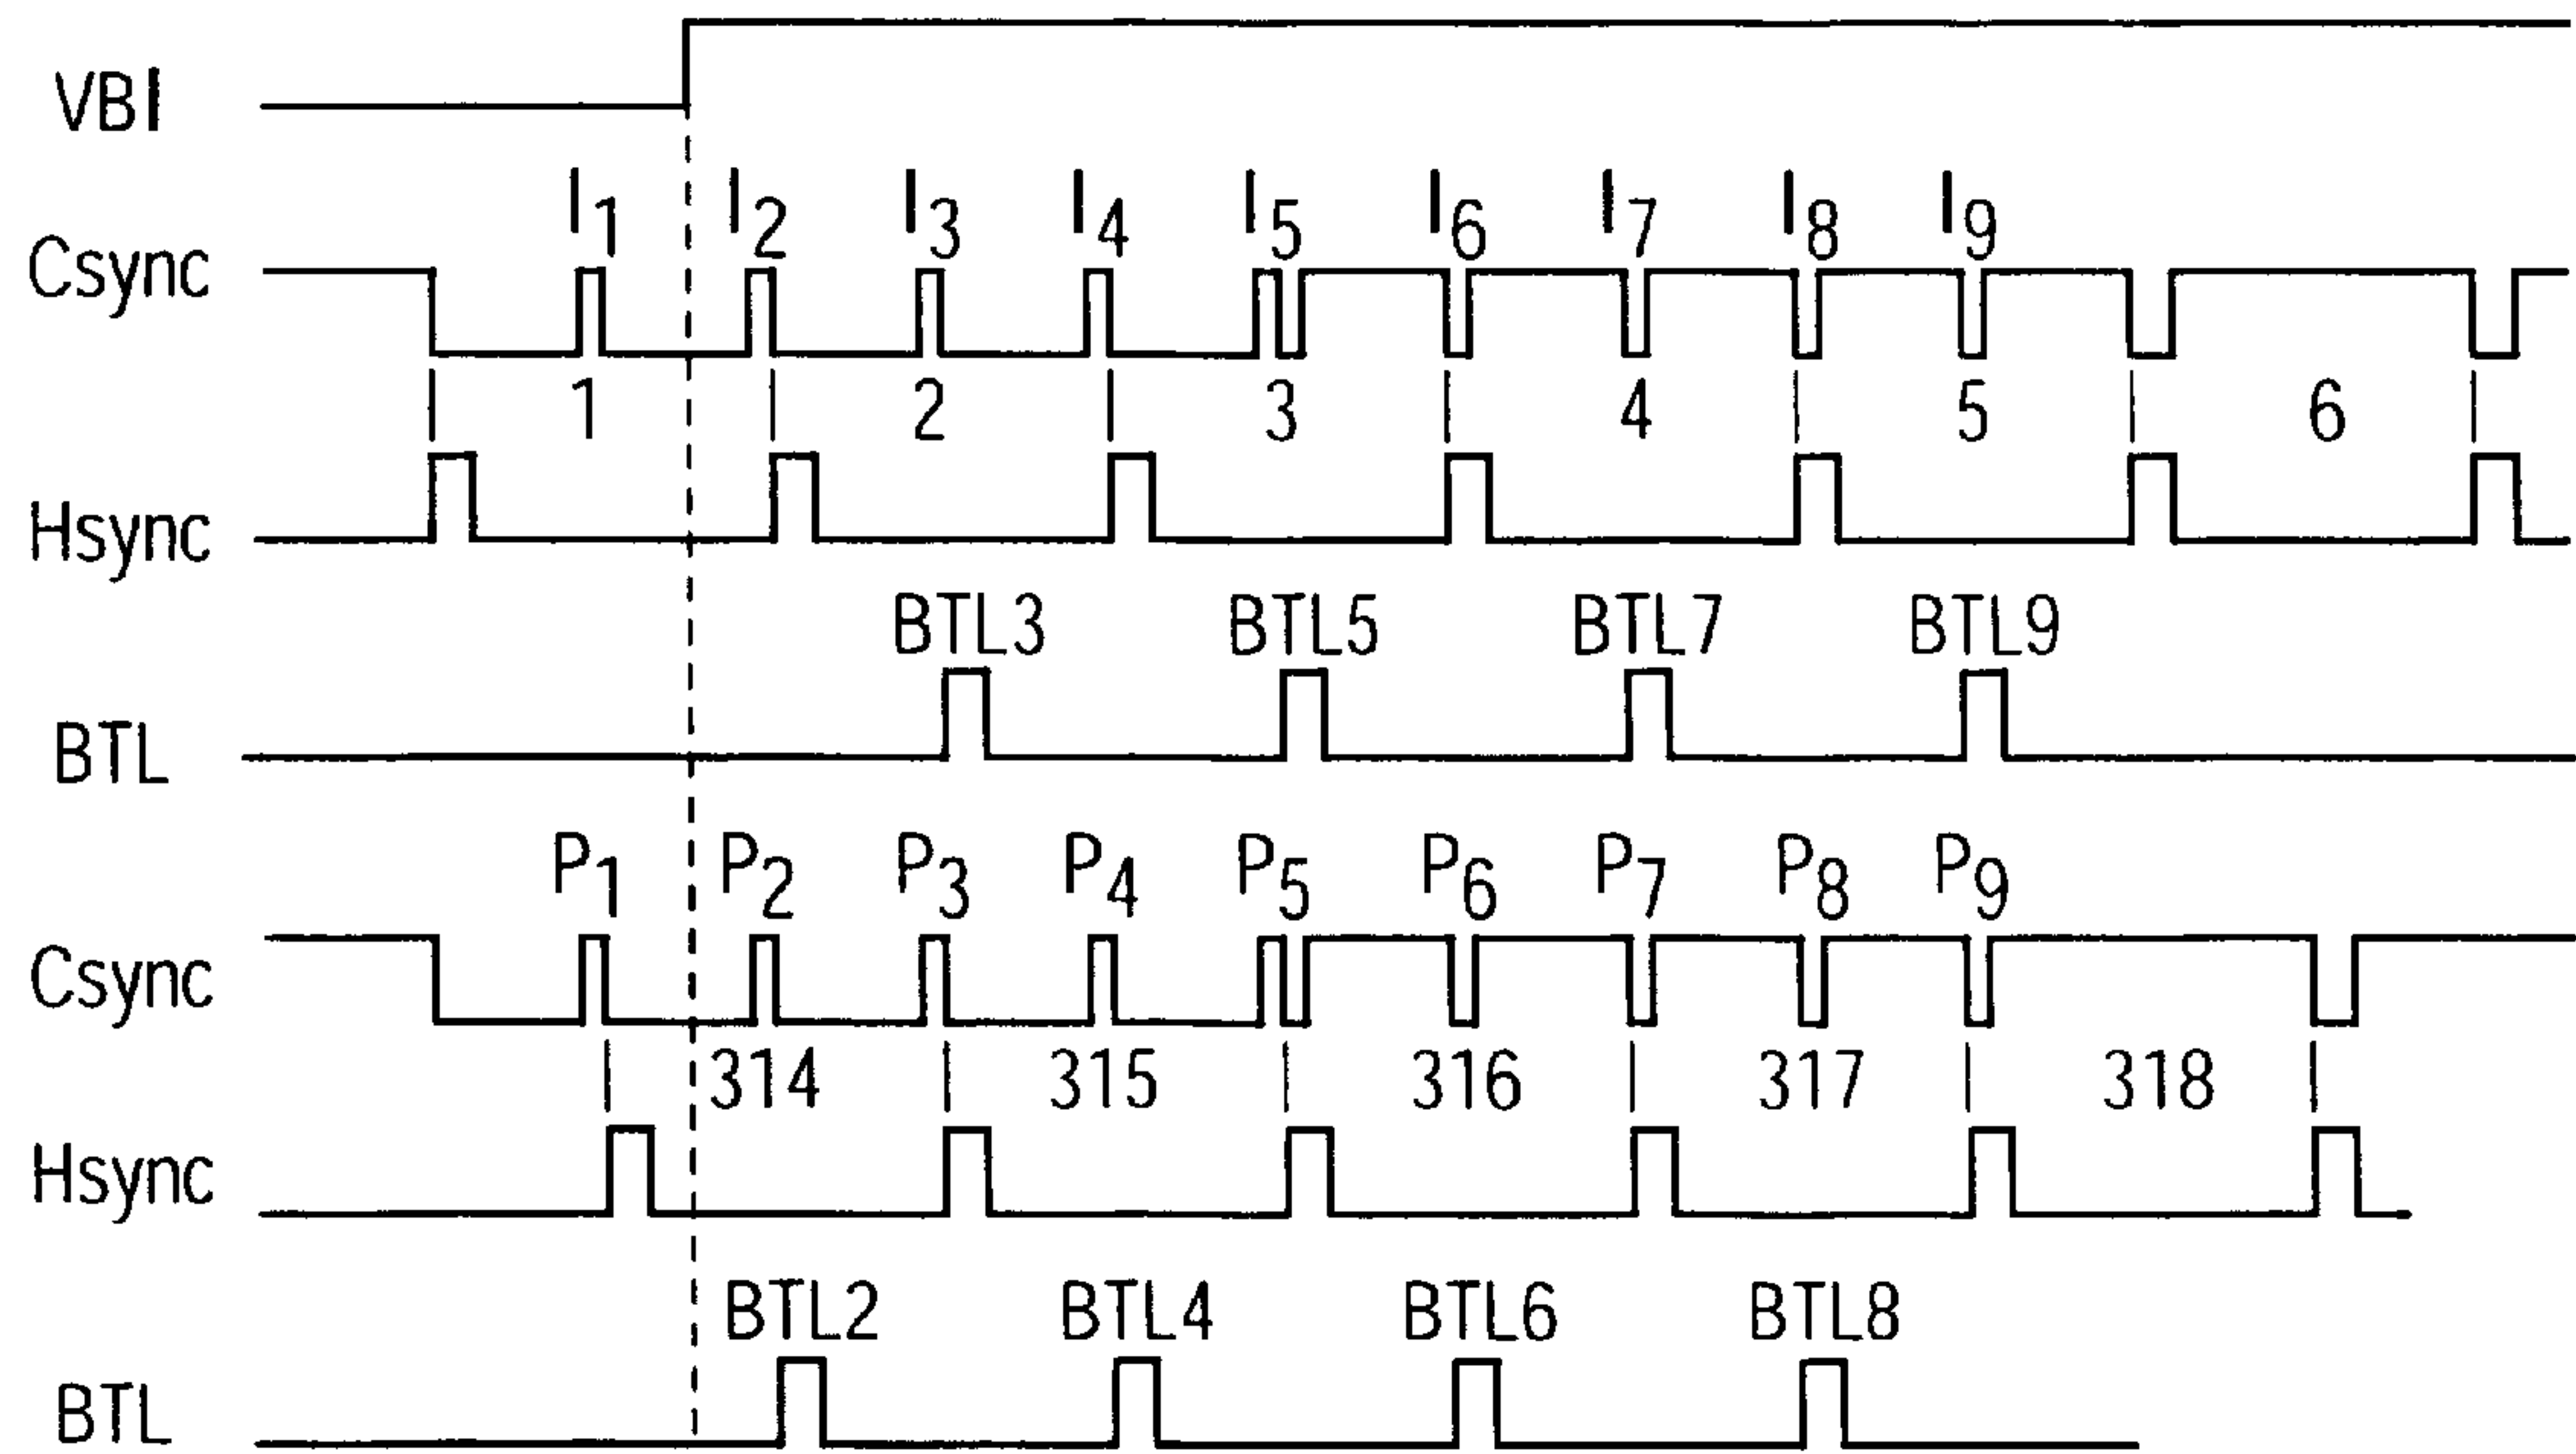 VBI
I1 I2 I3 I4 I5 I6 I7 I8 I9
Csync
1 2 3 4 5 6
Hsync
BTL3 BTL5 BTL7 BTL9
BTL
P1 P2 P3 P4 P5 P6 P7 P8 P9
Csync
314 315 316 317 318
Hsync
BTL2 BTL4 BTL6 BTL8
BTL